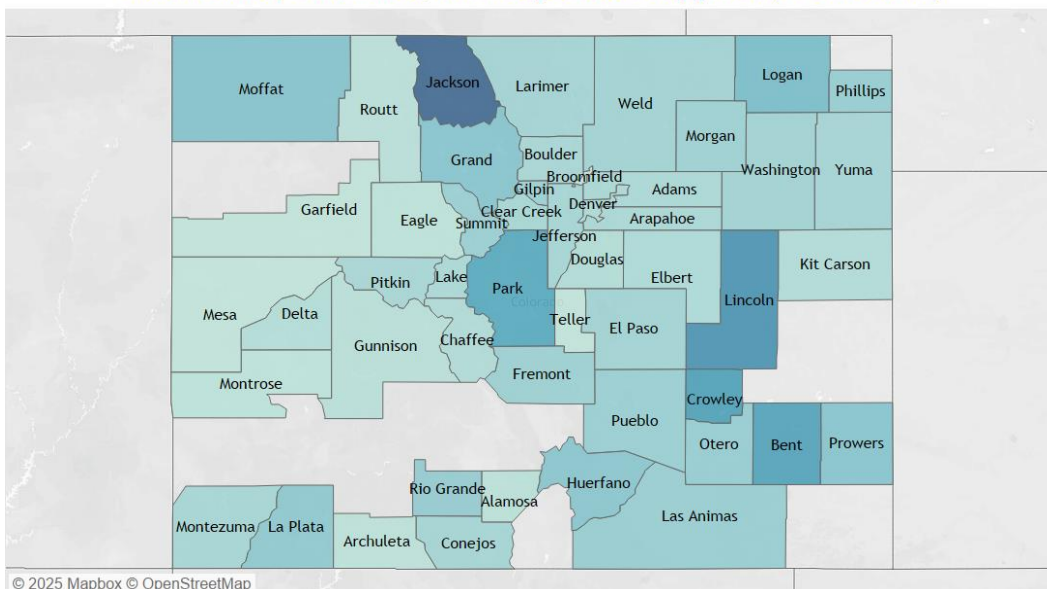 Moffat
Routt
Jackson
Larimer
Weld
Logan
Phillips
Morgan
Grand
Boulder
Broomfield
Washington
Yuma
Gilpin
Adams
Denver
Garfield
Eagle
Summit
Clear Creek
Arapahoe
Jefferson
Douglas
Elbert
Kit Carson
Pitkin
Lake
Park
Lincoln
Colorado
Mesa
Delta
Teller
El Paso
Gunnison
Chaffee
Montrose
Fremont
Crowley
Pueblo
Otero
Bent
Prowers
Rio Grande
Alamosa
Huerfano
Las Animas
Montezuma
La Plata
Archuleta
Conejos
© 2025 Mapbox © OpenStreetMap